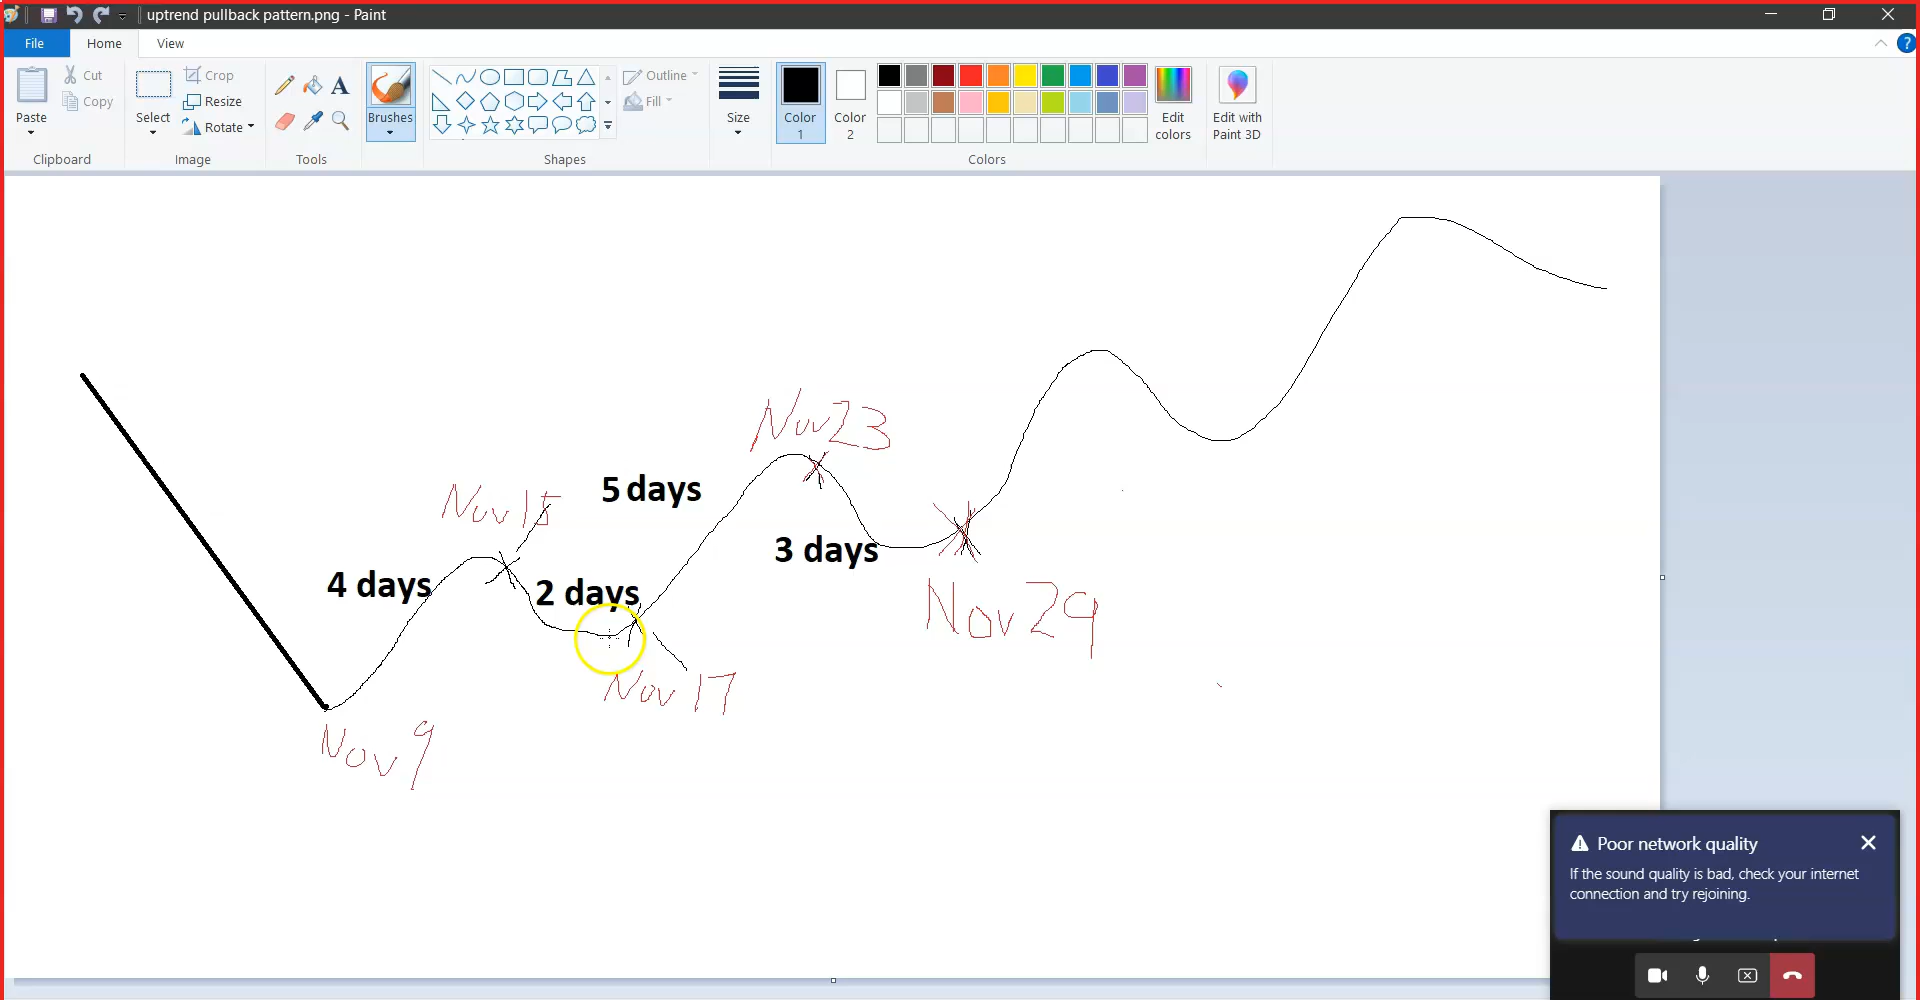 uptrend pullback pattern.png - Paint
File
Home
View
?
Paste
Cut
Copy
Clipboard
Select
Crop
Resize
Rotate
Image
A
Tools
Brushes
Outline
Fill
Shapes
Size
Color
1
Color
2
Colors
Edit
colors
Edit with
Paint 3D
Nov 23
Nov 15
5 days
3 days
4 days
2 days
Nov 29
Nov 17
Nov 9
Poor network quality
If the sound quality is bad, check your internet
connection and try rejoining.